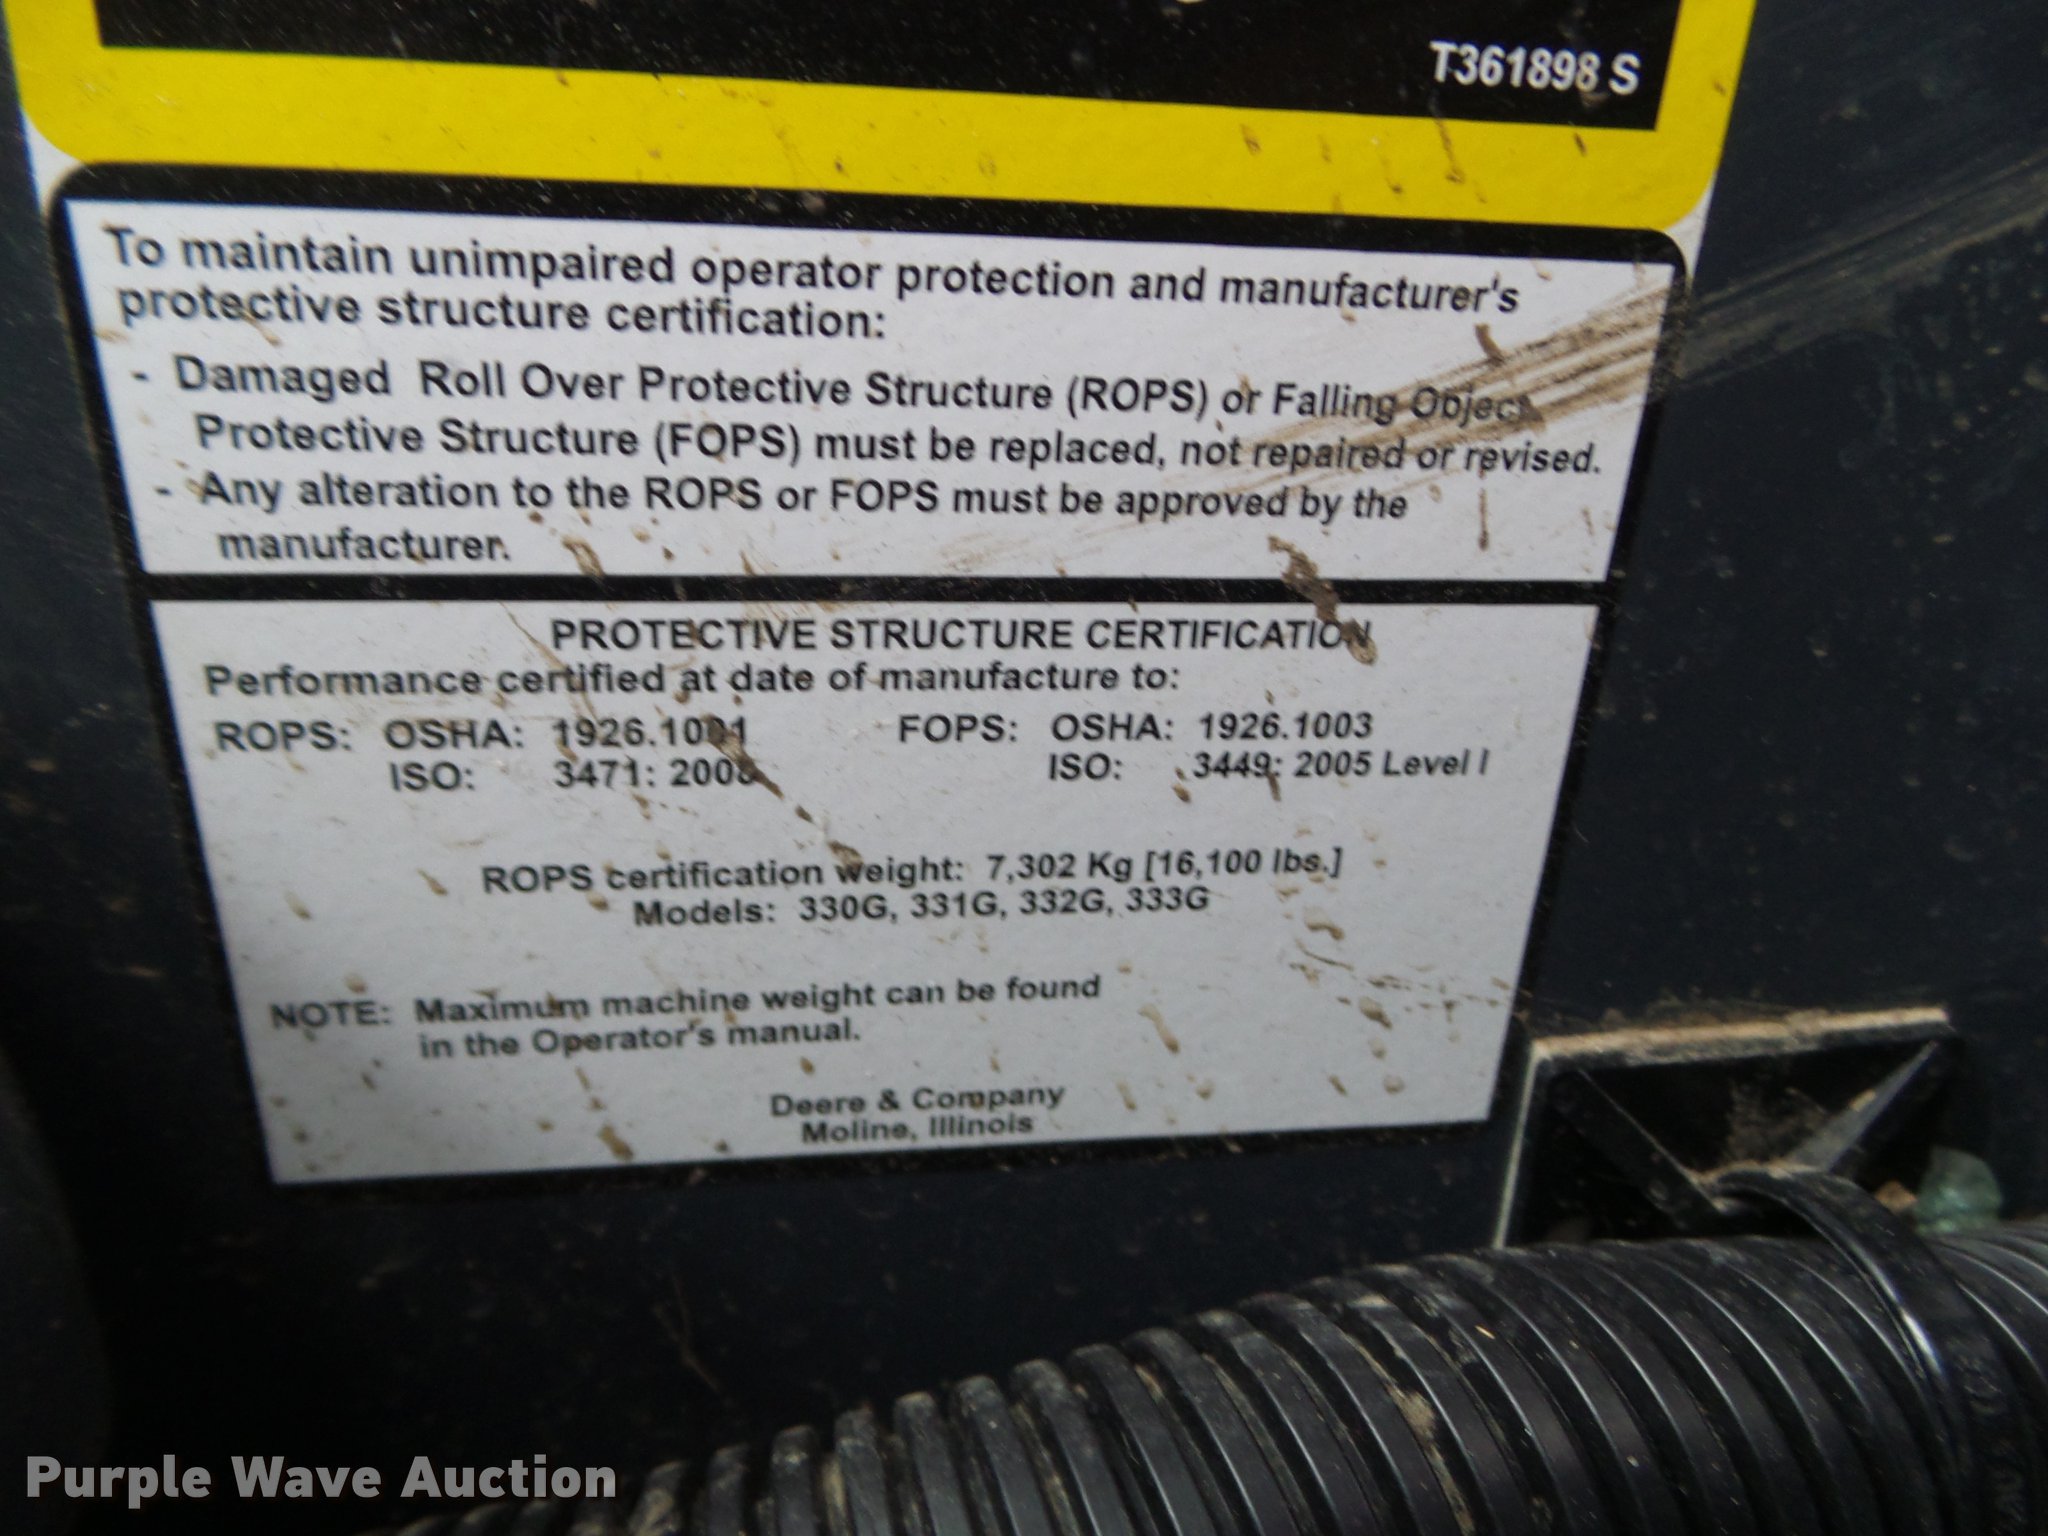 T361898 S
To maintain unimpaired operator protection and manufacturer's
protective structure certification:
- Damaged Roll Over Protective Structure (ROPS) or Falling Object
Protective Structure (FOPS) must be replaced, not repaired or revised.
- Any alteration to the ROPS or FOPS must be approved by the
manufacturer.
PROTECTIVE STRUCTURE CERTIFICATION
Performance certified at date of manufacture to:
ROPS: OSHA: 1926.1001 FOPS: OSHA: 1926.1003
ISO: 3471: 2008 ISO: 3449: 2005 Level I
ROPS certification weight: 7,302 Kg [16,100 lbs.]
Models: 330G, 331G, 332G, 333G
NOTE: Maximum machine weight can be found
in the Operator's manual.
Deere & Company
Moline, Illinois
Purple Wave Auction